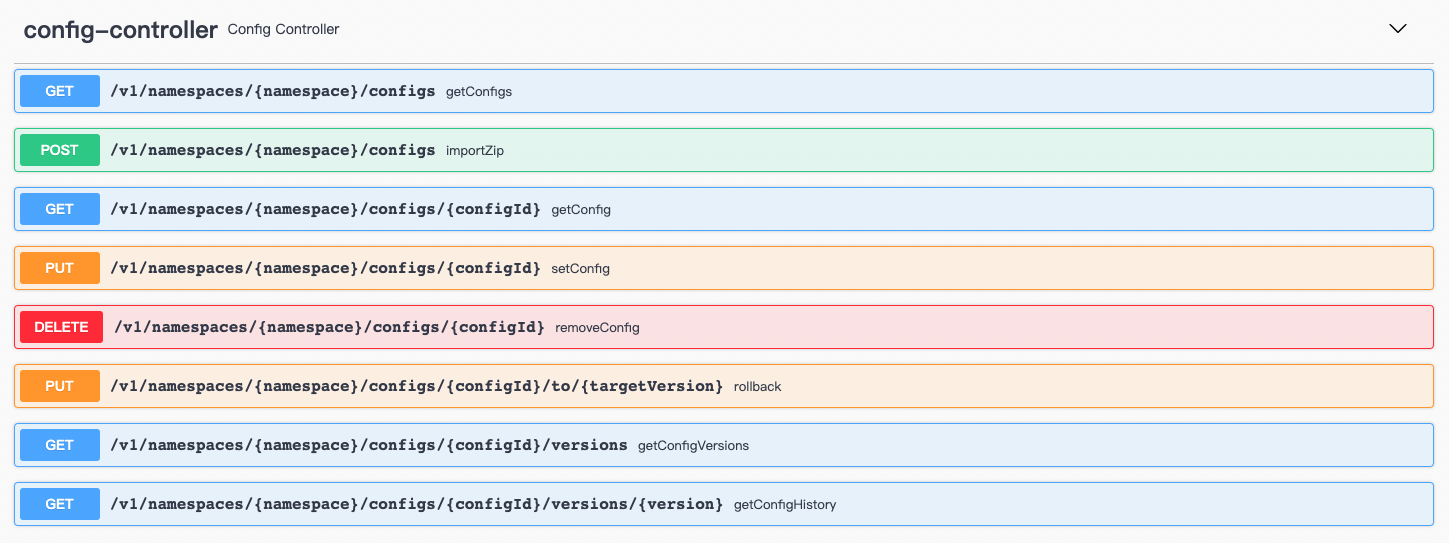 config-controller Config Controller
GET /v1/namespaces/{namespace}/configs getConfigs
POST /v1/namespaces/{namespace}/configs importZip
GET /v1/namespaces/{namespace}/configs/{configId} getConfig
PUT /v1/namespaces/{namespace}/configs/{configId} setConfig
DELETE /v1/namespaces/{namespace}/configs/{configId} removeConfig
PUT /v1/namespaces/{namespace}/configs/{configId}/to/{targetVersion} rollback
GET /v1/namespaces/{namespace}/configs/{configId}/versions getConfigVersions
GET /v1/namespaces/{namespace}/configs/{configId}/versions/{version} getConfigHistory